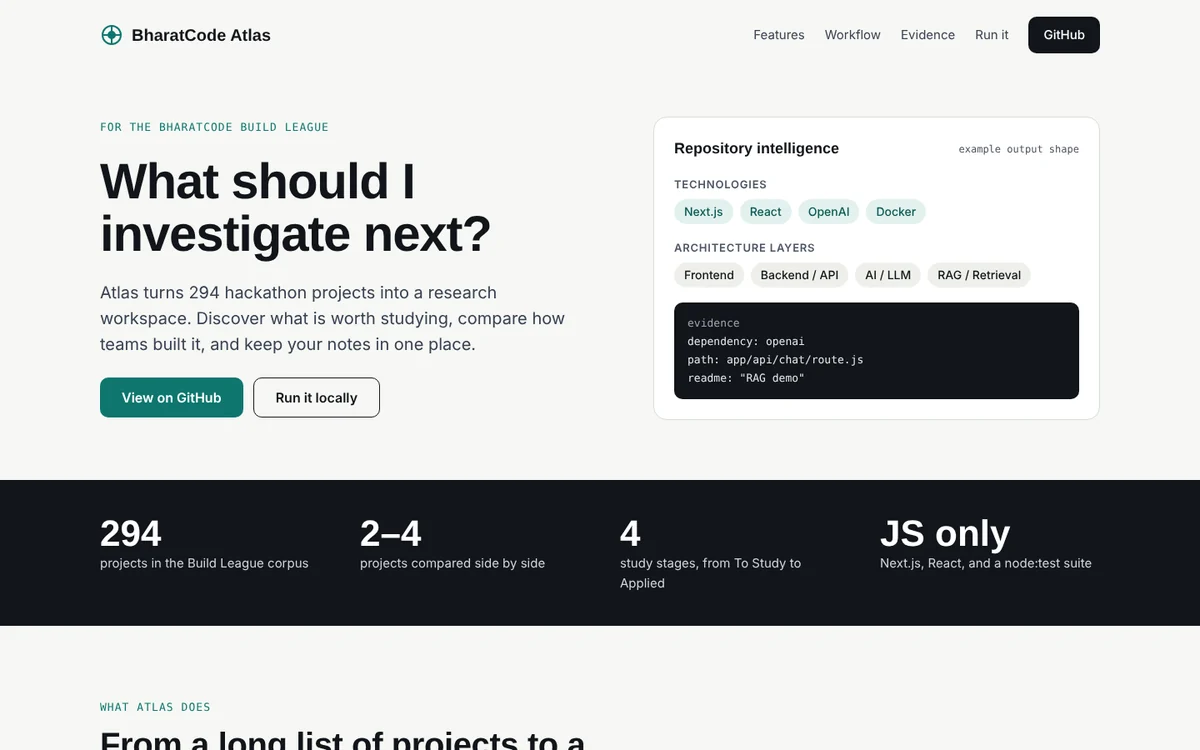 BharatCode Atlas
Features
Workflow
Evidence
Run it
GitHub
FOR THE BHARATCODE BUILD LEAGUE
What should I
investigate next?
Atlas turns 294 hackathon projects into a research
workspace. Discover what is worth studying, compare how
teams built it, and keep your notes in one place.
View on GitHub
Run it locally
Repository intelligence
example output shape
TECHNOLOGIES
Next.js
React
OpenAI
Docker
ARCHITECTURE LAYERS
Frontend
Backend / API
AI / LLM
RAG / Retrieval
evidence
dependency: openai
path: app/api/chat/route.js
readme: "RAG demo"
294
projects in the Build League corpus
2–4
projects compared side by side
4
study stages, from To Study to
Applied
JS only
Next.js, React, and a node:test suite
WHAT ATLAS DOES
From a long list of projects to a